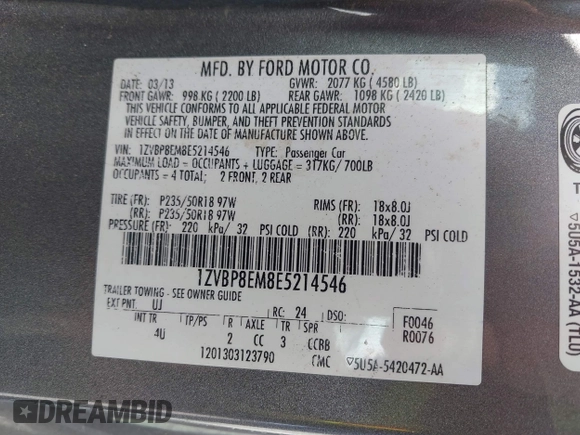 MFD. BY FORD MOTOR CO.
DATE: 03/13 GVWR: 2077 KG ( 4580 LB)
FRONT GAWR: 998 KG ( 2200 LB) REAR GAWR: 1098 KG ( 2420 LB)
THIS VEHICLE CONFORMS TO ALL APPLICABLE FEDERAL MOTOR
VEHICLE SAFETY, BUMPER, AND THEFT PREVENTION STANDARDS
IN EFFECT ON THE DATE OF MANUFACTURE SHOWN ABOVE.
VIN: 1ZVBP8EM8E5214546 TYPE: Passenger Car
MAXIMUM LOAD = OCCUPANTS + LUGGAGE = 317KG/ 700LB
OCCUPANTS = 4 TOTAL; 2 FRONT, 2 REAR
TIRE (FR): P235/50R18 97W RIMS (FR): 18x8.0J
(RR): P235/50R18 97W (RR): 18x8.0J
PRESSURE (FR): 220 kPa/ 32 PSI COLD (RR): 220 kPa/ 32 PSI COLD
1ZVBP8EM8E5214546
TRAILER TOWING - SEE OWNER GUIDE
EXT PNT: UJ RC: 24 DSO:
INT TR TP/PS R AXLE TR SPR
4U 2 CC 3 CCBB
F0046
R0076
1201303123790 CMC ▽5U5A-5420472-AA
▽5U5A-1532-AA (TLU)
DREAMBID